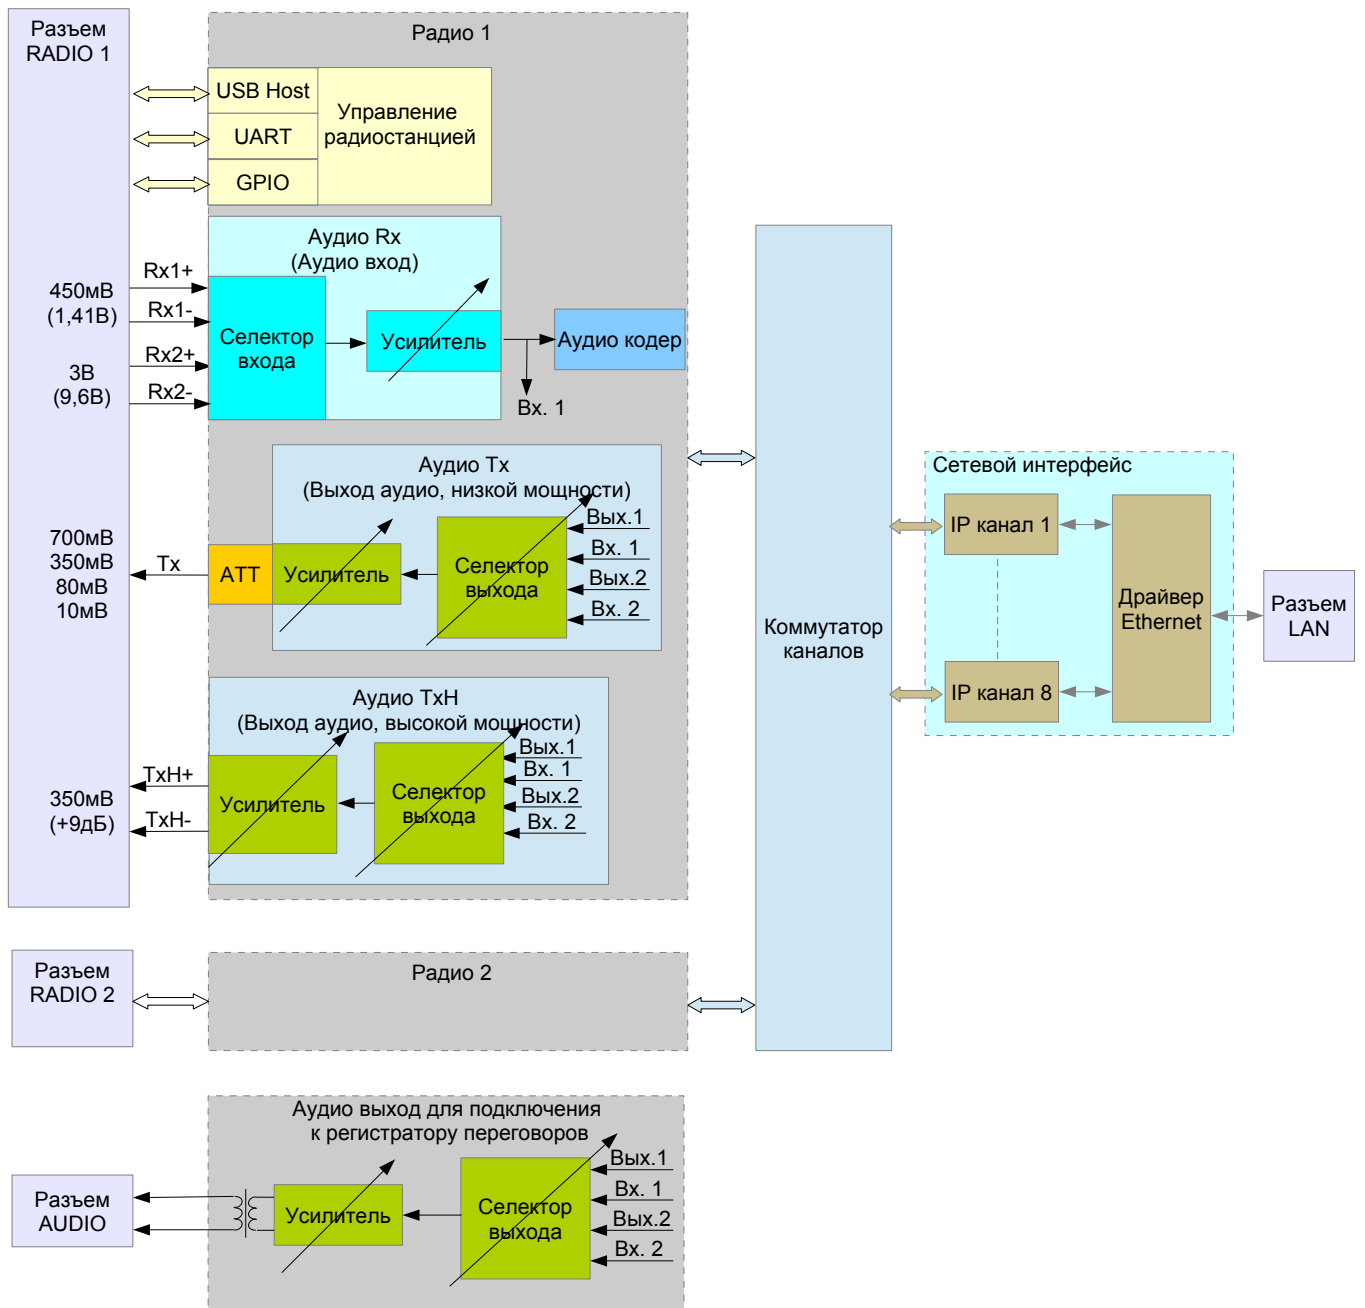 Разъем
RADIO 1
Радио 1
USB Host
UART
GPIO
Управление
радиостанцией
Аудио Rx
(Аудио вход)
450мВ
(1,41В)
3В
(9,6В)
Rx1+
Rx1-
Rx2+
Rx2-
Селектор
входа
Усилитель
Аудио кодер
Вх. 1
Аудио Tx
(Выход аудио, низкой мощности)
700мВ
350мВ
80мВ
10мВ
Tx
ATT
Усилитель
Селектор
выхода
Вых.1
Вх. 1
Вых.2
Вх. 2
Аудио TxH
(Выход аудио, высокой мощности)
350мВ
(+9дБ)
TxH+
TxH-
Усилитель
Селектор
выхода
Вых.1
Вх. 1
Вых.2
Вх. 2
Коммутатор
каналов
Сетевой интерфейс
IP канал 1
IP канал 8
Драйвер
Ethernet
Разъем
LAN
Разъем
RADIO 2
Радио 2
Аудио выход для подключения
к регистратору переговоров
Разъем
AUDIO
Усилитель
Селектор
выхода
Вых.1
Вх. 1
Вых.2
Вх. 2